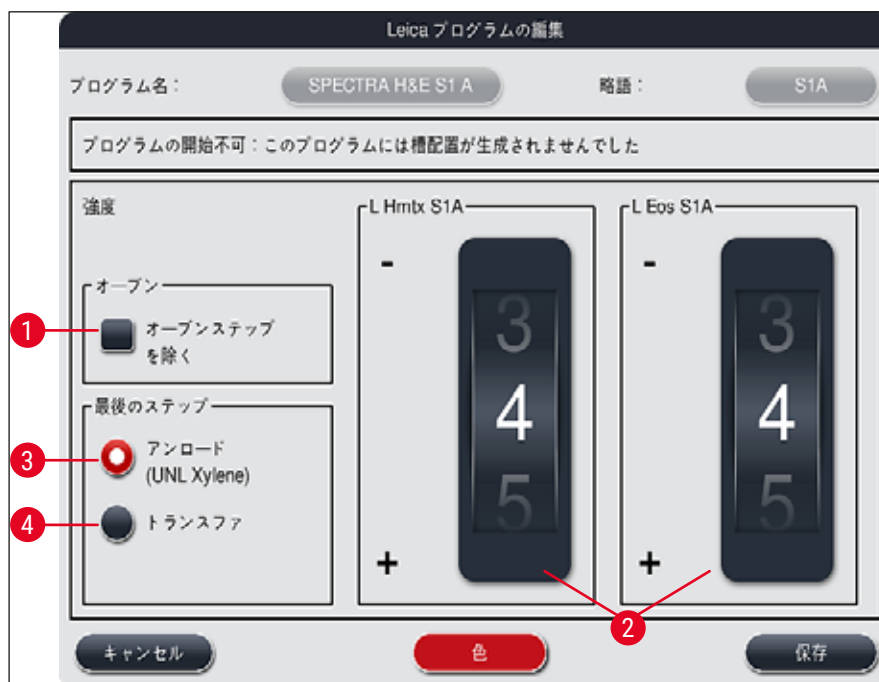 Leica プログラムの編集
プログラム名： SPECTRA H&E S1 A 略語： S1A
プログラムの開始不可：このプログラムには槽配置が生成されませんでした
強度
L Hmtx S1A
L Eos S1A
オーブン
オーブンステップ
を除く
最後のステップ
アンロード
(UNL Xylene)
トランスファ
-
3
4
5
+
-
3
4
5
+
1
3
4
2
キャンセル 色 保存